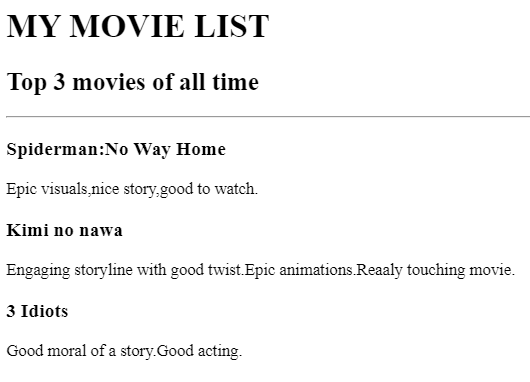 MY MOVIE LIST
Top 3 movies of all time
Spiderman:No Way Home
Epic visuals,nice story,good to watch.
Kimi no nawa
Engaging storyline with good twist.Epic animations.Reaaly touching movie.
3 Idiots
Good moral of a story.Good acting.